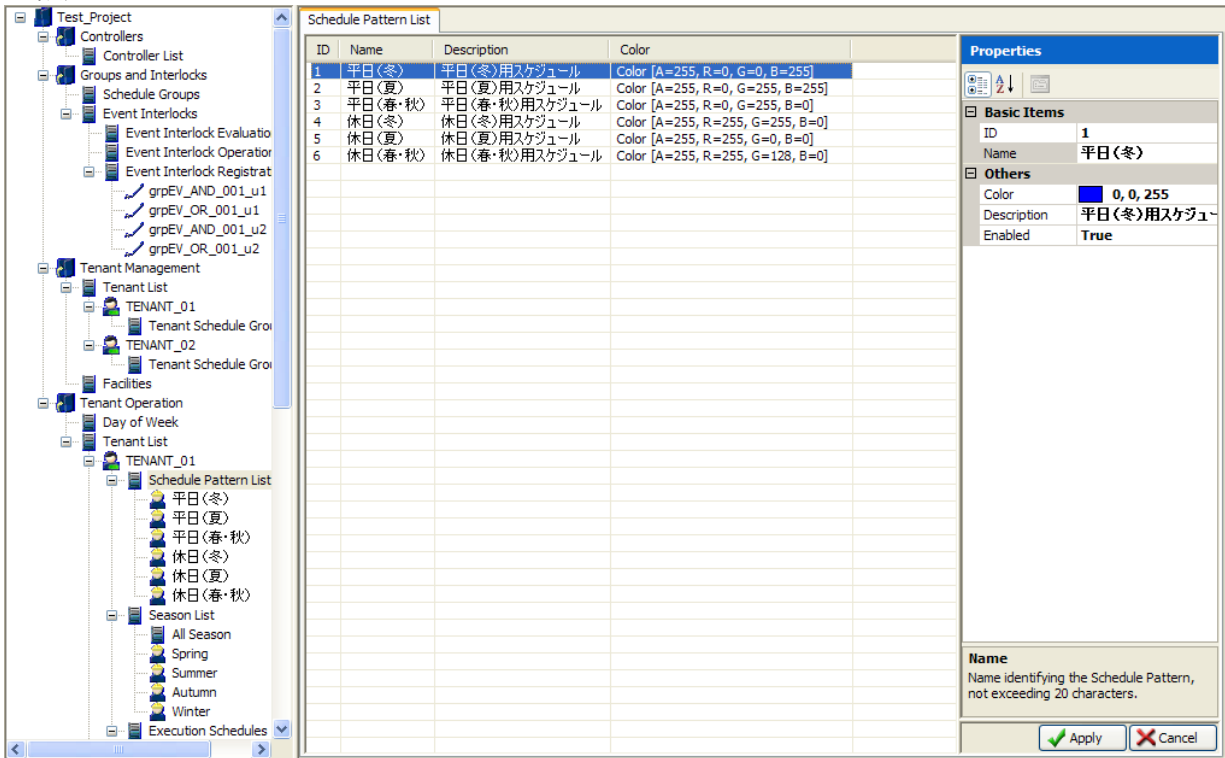 Test_Project
Controllers
Controller List
Groups and Interlocks
Schedule Groups
Event Interlocks
Event Interlock Evaluatio
Event Interlock Operation
Event Interlock Registrat
grpEV_AND_001_u1
grpEV_OR_001_u1
grpEV_AND_001_u2
grpEV_OR_001_u2
Tenant Management
Tenant List
TENANT_01
Tenant Schedule Grou
TENANT_02
Tenant Schedule Grou
Facilities
Tenant Operation
Day of Week
Tenant List
TENANT_01
Schedule Pattern List
平日(冬)
平日(夏)
平日(春・秋)
休日(冬)
休日(夏)
休日(春・秋)
Season List
All Season
Spring
Summer
Autumn
Winter
Execution Schedules
Schedule Pattern List
ID Name Description Color
1 平日(冬) 平日(冬)用スケジュール Color [A=255, R=0, G=0, B=255]
2 平日(夏) 平日(夏)用スケジュール Color [A=255, R=0, G=255, B=255]
3 平日(春・秋) 平日(春・秋)用スケジュール Color [A=255, R=0, G=255, B=0]
4 休日(冬) 休日(冬)用スケジュール Color [A=255, R=255, G=255, B=0]
5 休日(夏) 休日(夏)用スケジュール Color [A=255, R=255, G=0, B=0]
6 休日(春・秋) 休日(春・秋)用スケジュール Color [A=255, R=255, G=128, B=0]
Properties
Basic Items
ID 1
Name 平日(冬)
Others
Color 0, 0, 255
Description 平日(冬)用スケジュー
Enabled True
Name
Name identifying the Schedule Pattern,
not exceeding 20 characters.
Apply Cancel